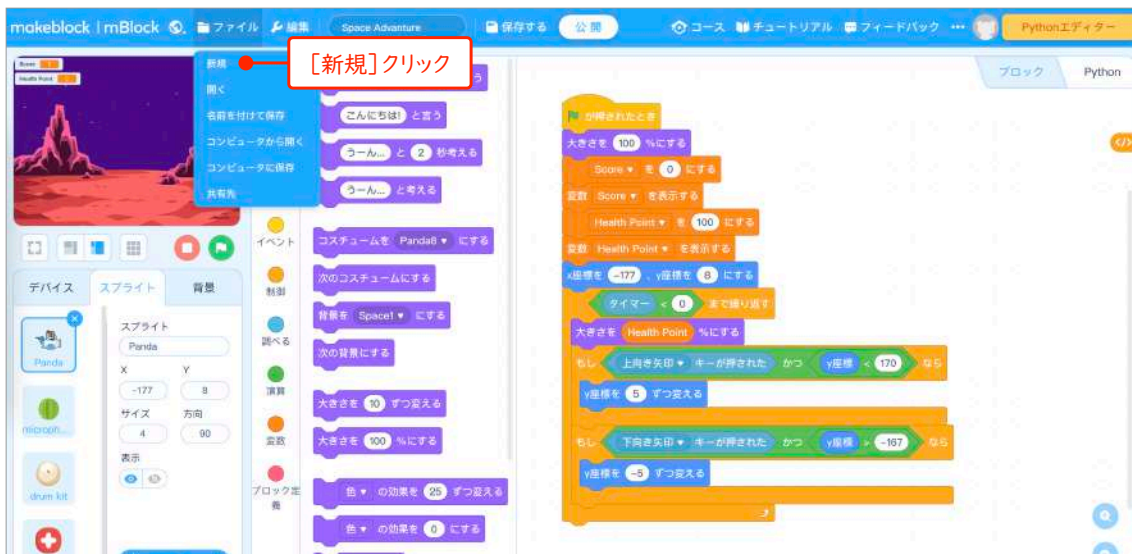 makeblock | mBlock ファイル 編集 Space Advanture 保存する 公開 コース チュートリアル フィードバック ••• Pythonエディター
Score
Health Point
新規
開く
名前を付けて保存
コンピュータから開く
コンピュータに保存
共有先
[新規]クリック
ブロック Python
デバイス スプライト 背景
Panda
drum kit
スプライト
Panda
X Y
-177 8
サイズ 方向
4 90
表示
イベント
制御
調べる
演算
変数
ブロック定
義
う
こんにちは! と言う
うーん... と 2 秒考える
うーん... と考える
コスチュームを Panda8 にする
次のコスチュームにする
背景を Space1 にする
次の背景にする
大きさを 10 ずつ変える
大きさを 100 %にする
色 の効果を 25 ずつ変える
色 の効果を 0 にする
が押されたとき
大きさを 100 %にする
Score を 0 にする
変数 Score を表示する
Health Point を 100 にする
変数 Health Point を表示する
x座標を -177 、y座標を 8 にする
タイマー < 0 まで繰り返す
大きさを Health Point %にする
もし 上向き矢印 キーが押された かつ y座標 < 170 なら
y座標を 5 ずつ変える
もし 下向き矢印 キーが押された かつ y座標 > -167 なら
y座標を -5 ずつ変える